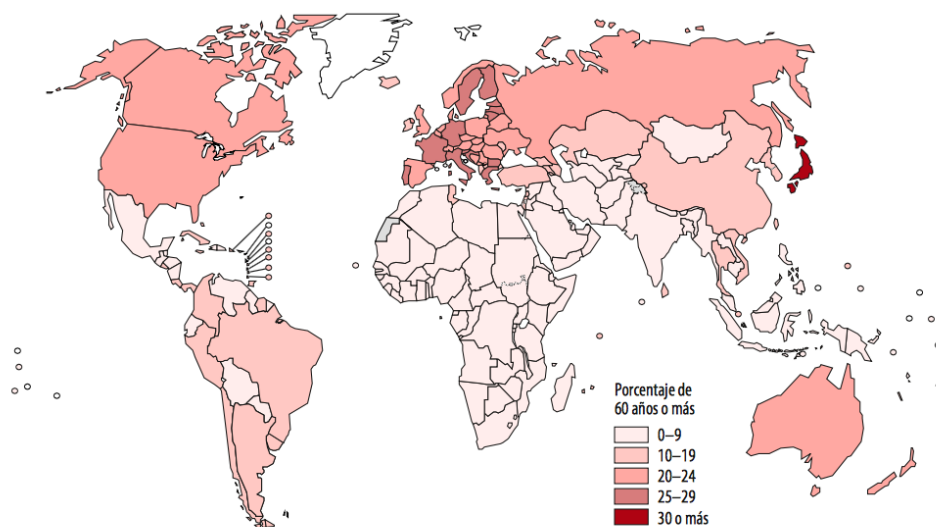 Porcentaje de
60 años o más
0–9
10–19
20–24
25–29
30 o más